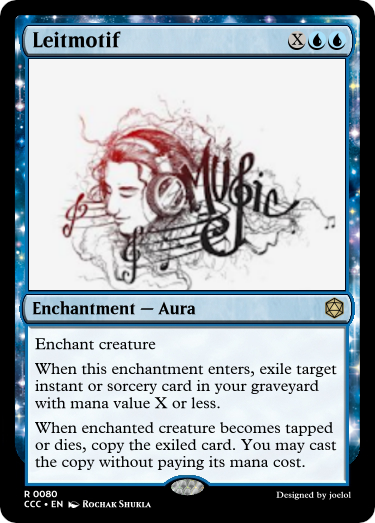 Leitmotif XUU
Music
Enchantment — Aura
Enchant creature
When this enchantment enters, exile target
instant or sorcery card in your graveyard
with mana value X or less.
When enchanted creature becomes tapped
or dies, copy the exiled card. You may cast
the copy without paying its mana cost.
R 0080
CCC • EN Rochak Shukla
Designed by joelol